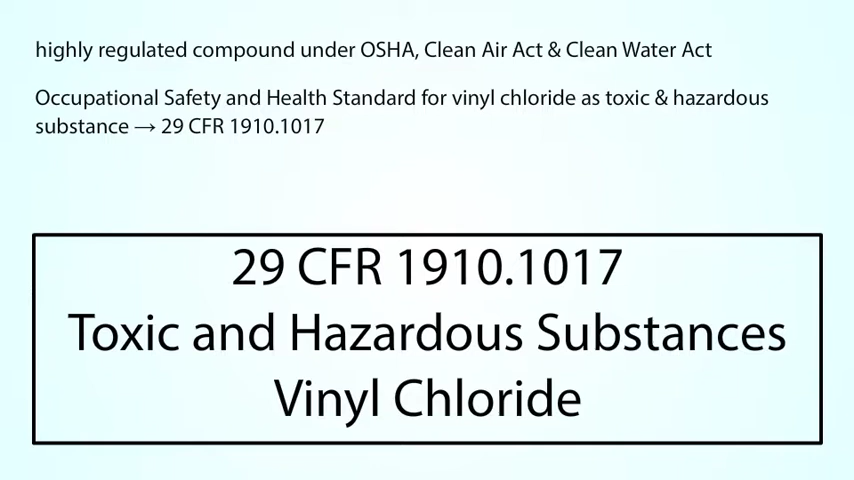 highly regulated compound under OSHA, Clean Air Act & Clean Water Act
Occupational Safety and Health Standard for vinyl chloride as toxic & hazardous
substance → 29 CFR 1910.1017
29 CFR 1910.1017
Toxic and Hazardous Substances
Vinyl Chloride